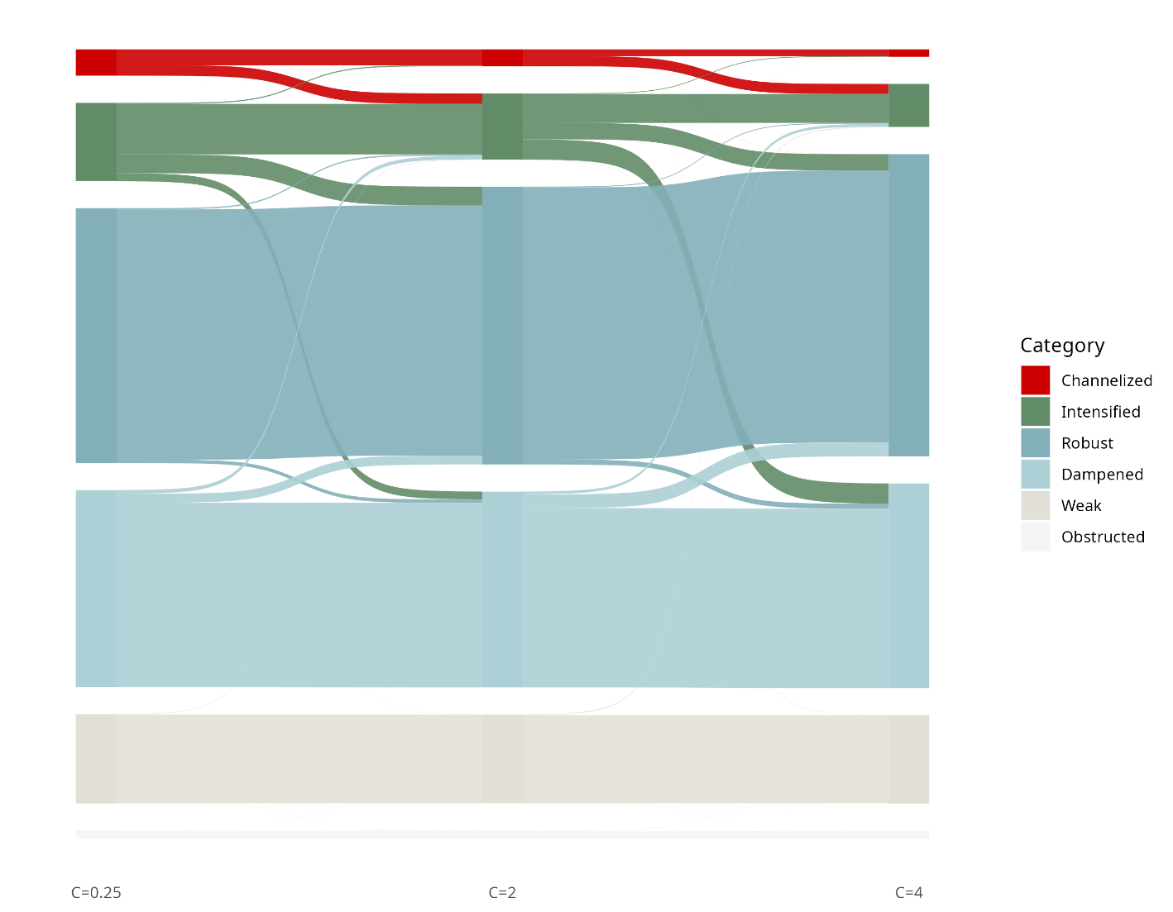 Category
Channelized
Intensified
Robust
Dampened
Weak
Obstructed
C=0.25
C=2
C=4